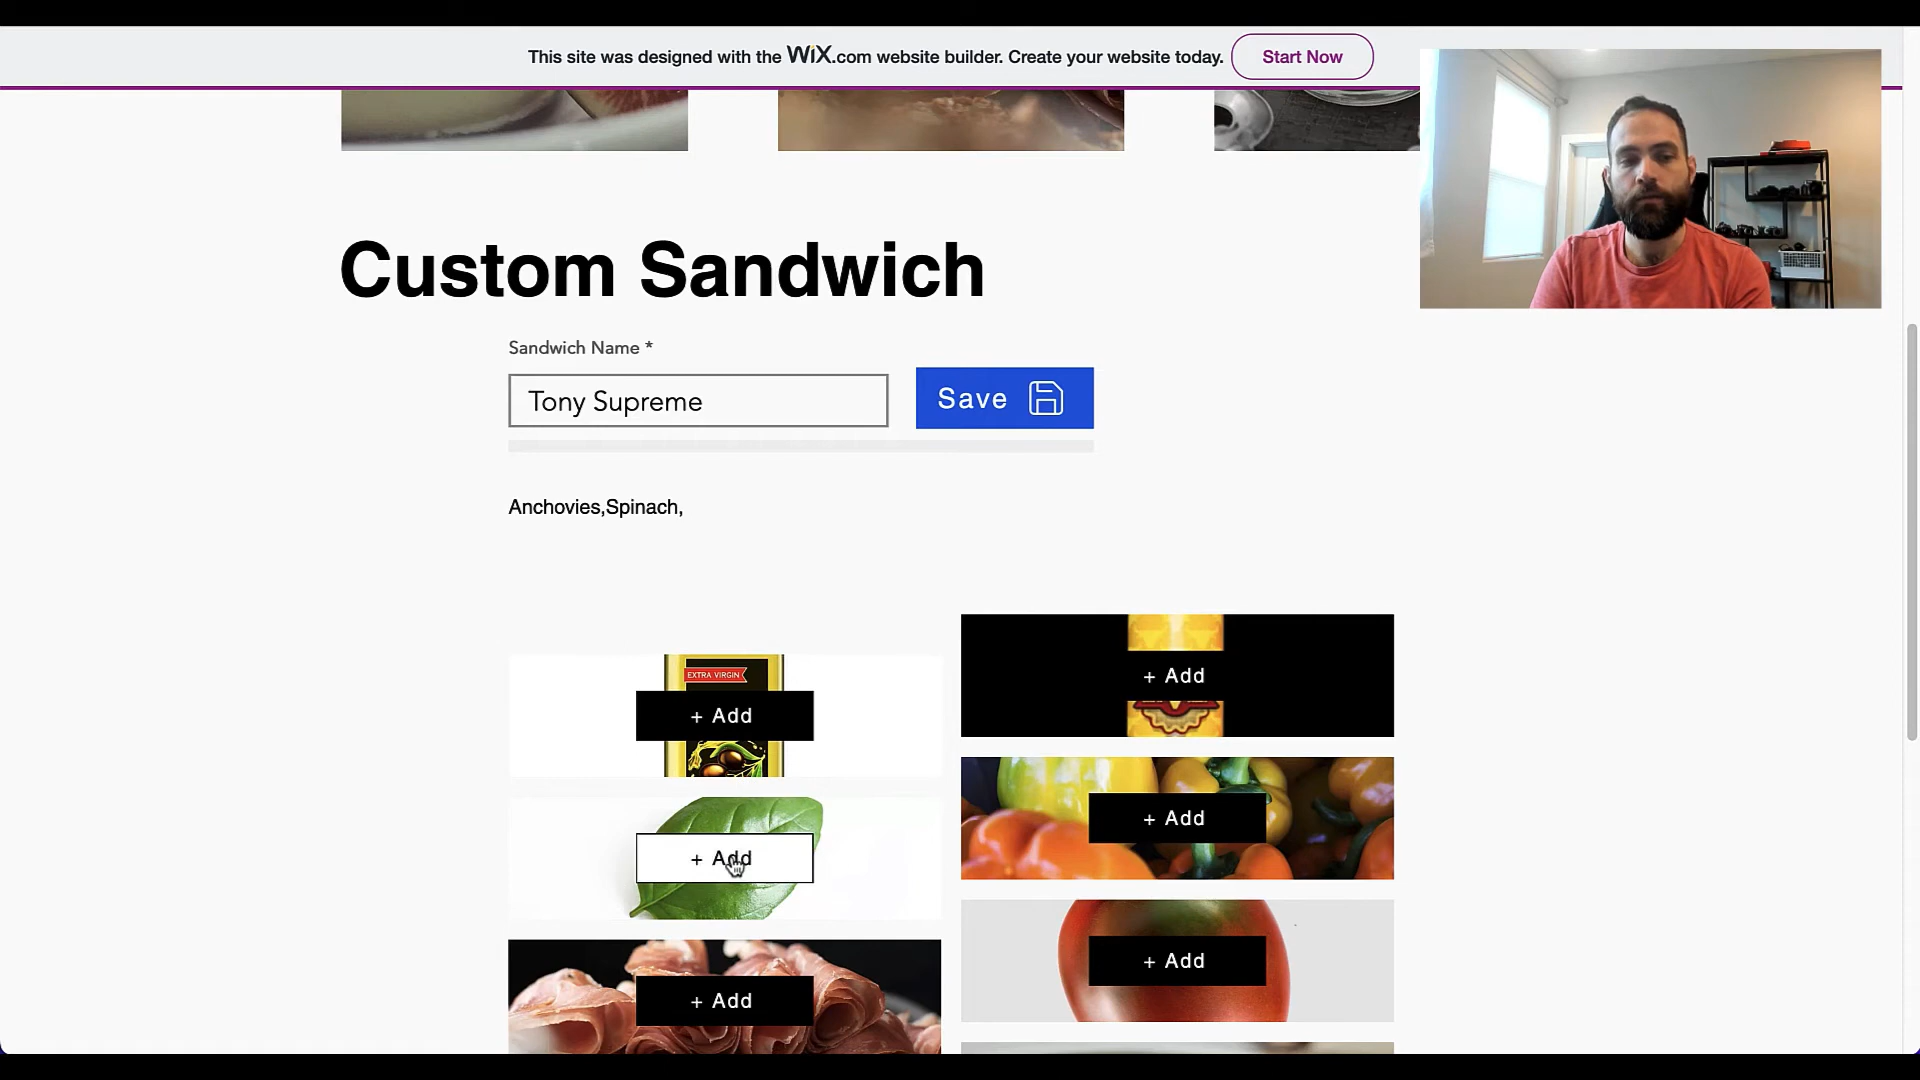 This site was designed with the WiX.com website builder. Create your website today.
Start Now
Custom Sandwich
Sandwich Name *
Tony Supreme
Save
Anchovies,Spinach,
EXTRA VIRGIN
+ Add
+ Add
+ Add
+ Add
+ Add
+ Add